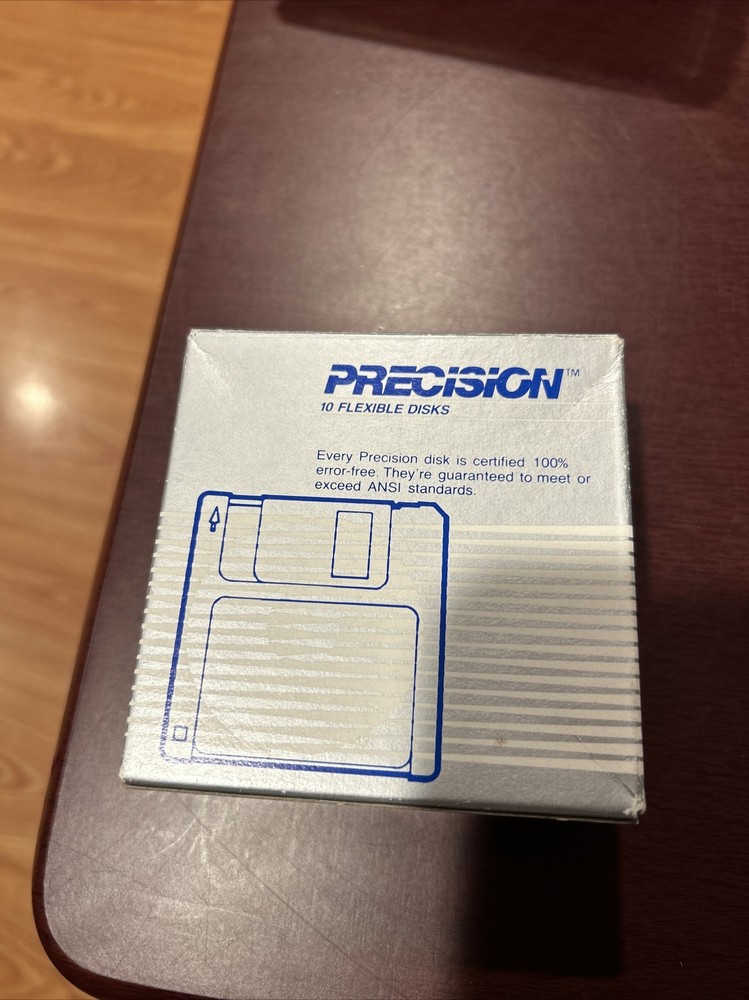 PRECISION™
10 FLEXIBLE DISKS
Every Precision disk is certified 100%
error-free. They're guaranteed to meet or
exceed ANSI standards.